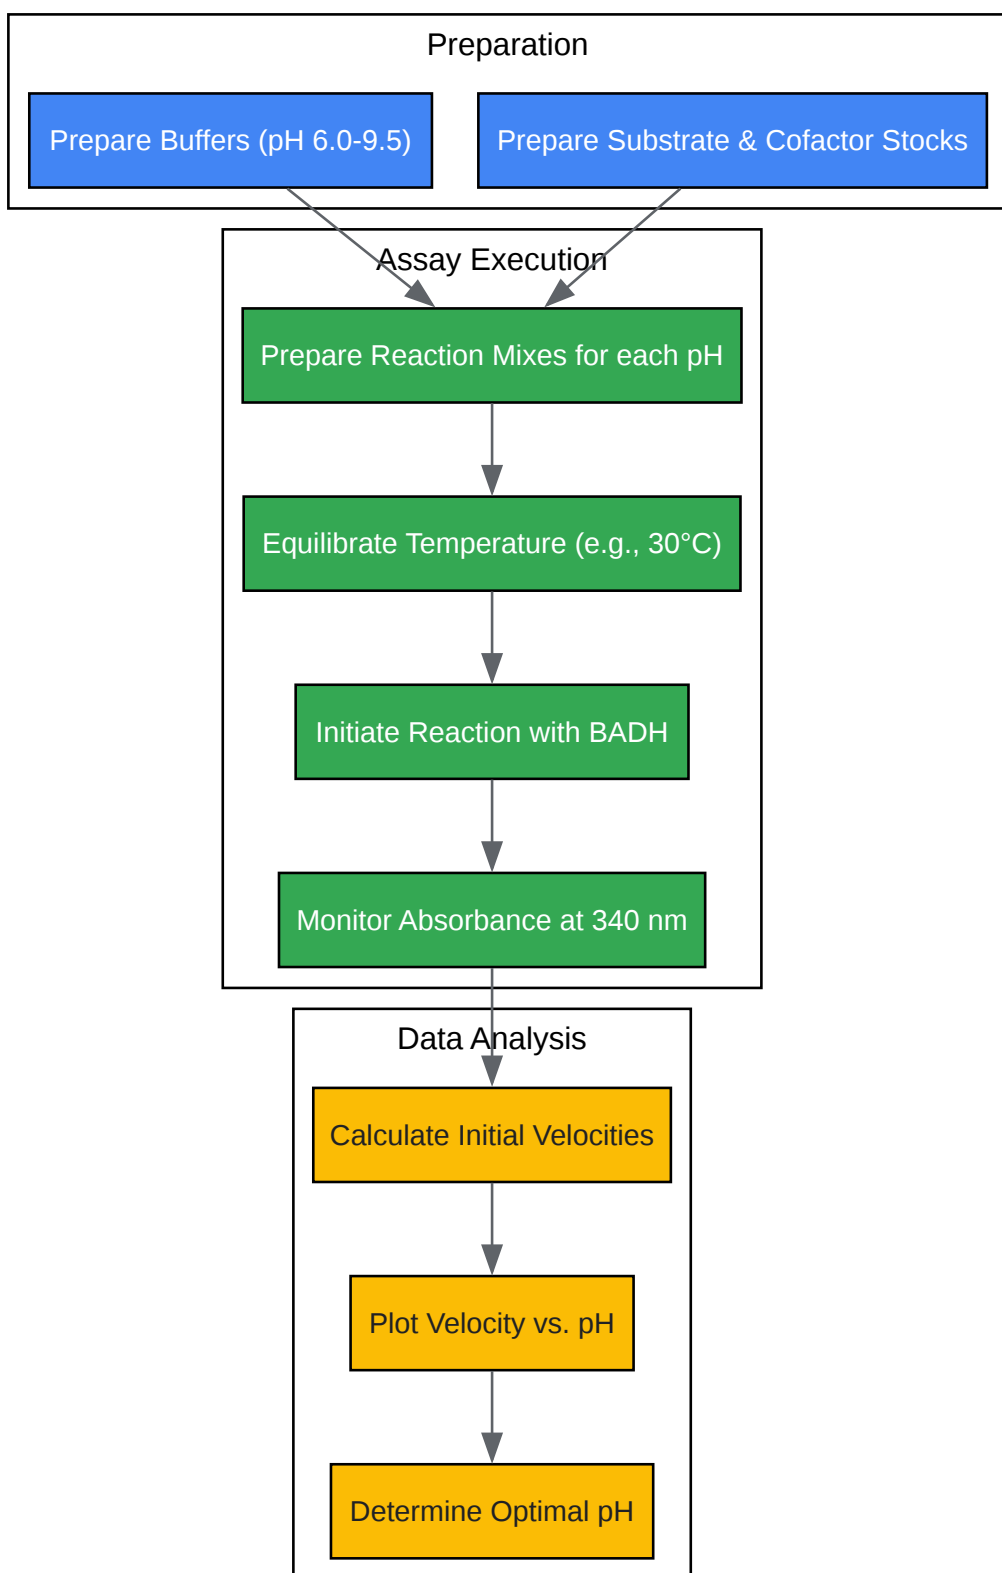 Preparation
Prepare Buffers (pH 6.0-9.5)
Prepare Substrate & Cofactor Stocks
Assay Execution
Prepare Reaction Mixes for each pH
Equilibrate Temperature (e.g., 30°C)
Initiate Reaction with BADH
Monitor Absorbance at 340 nm
Data Analysis
Calculate Initial Velocities
Plot Velocity vs. pH
Determine Optimal pH